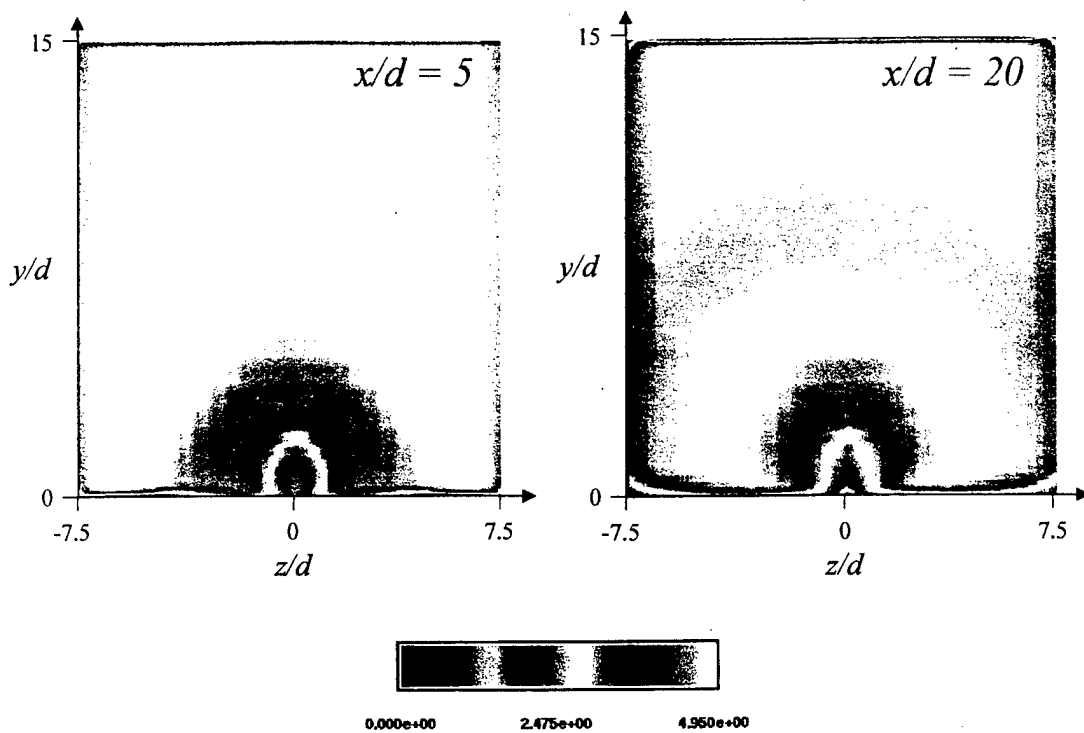 15
x/d = 5
y/d
0
-7.5
0
7.5
z/d
15
x/d = 20
y/d
0
-7.5
0
7.5
z/d
0.000e+00
2.475e+00
4.950e+00